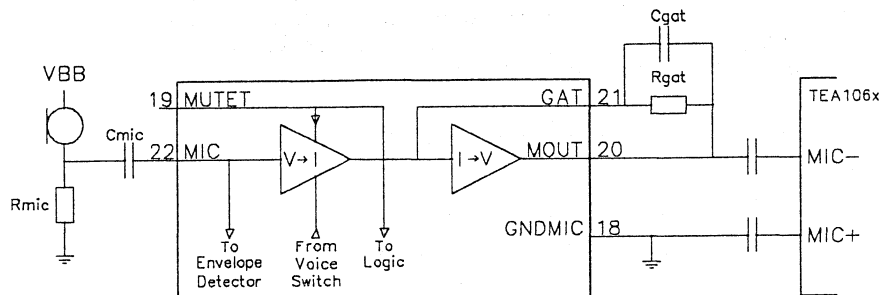 Cgat
VBB
Rgat
19 MUTET
GAT 21
TEA106x
Cmic
22 MIC
V→I
I→V
MOUT 20
MIC-
Rmic
GNDMIC 18
MIC+
To
Envelope
Detector
From
Voice
Switch
To
Logic